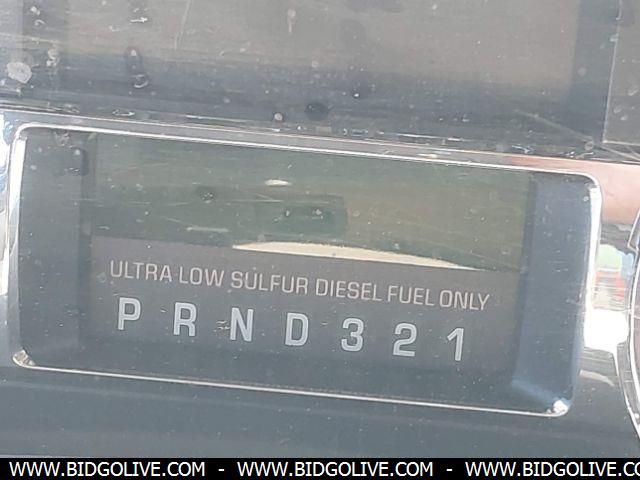 ULTRA LOW SULFUR DIESEL FUEL ONLY
P R N D 3 2 1
WWW.BIDGOLIVE.COM - WWW.BIDGOLIVE.COM - WWW.BIDGOLIVE.COM